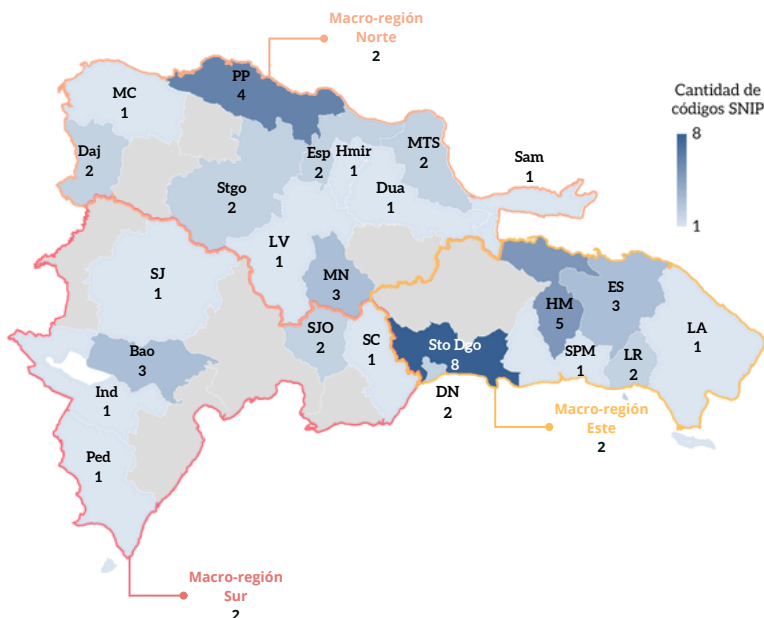 Macro-región
Norte
2
Cantidad de
códigos SNIP
8
1
PP
4
MC
1
Daj
2
Stgo
2
Esp
2
Hmir
1
MTS
2
Dua
1
Sam
1
LV
1
MN
3
SJ
1
SJO
2
SC
1
Bao
3
Ind
1
Ped
1
Sto Dgo
8
DN
2
HM
5
ES
3
SPM
1
LR
2
LA
1
Macro-región
Este
2
Macro-región
Sur
2